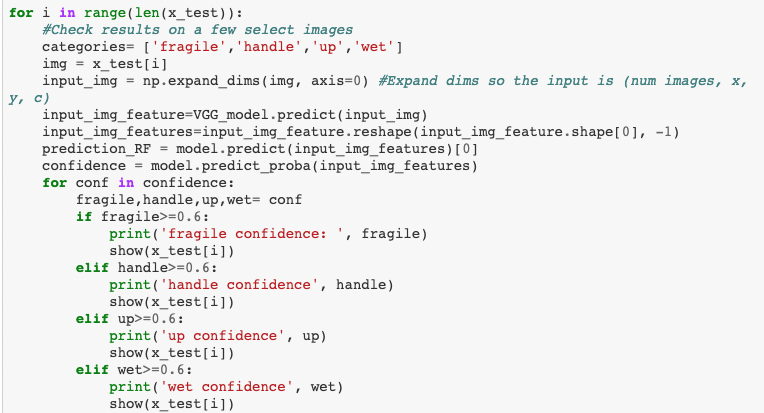 for i in range(len(x_test)):
    #Check results on a few select images
    categories= ['fragile','handle','up','wet']
    img = x_test[i]
    input_img = np.expand_dims(img, axis=0) #Expand dims so the input is (num images, x,
y, c)
    input_img_feature=VGG_model.predict(input_img)
    input_img_features=input_img_feature.reshape(input_img_feature.shape[0], -1)
    prediction_RF = model.predict(input_img_features)[0]
    confidence = model.predict_proba(input_img_features)
    for conf in confidence:
        fragile,handle,up,wet= conf
        if fragile>=0.6:
            print('fragile confidence: ', fragile)
            show(x_test[i])
        elif handle>=0.6:
            print('handle confidence', handle)
            show(x_test[i])
        elif up>=0.6:
            print('up confidence', up)
            show(x_test[i])
        elif wet>=0.6:
            print('wet confidence', wet)
            show(x_test[i])